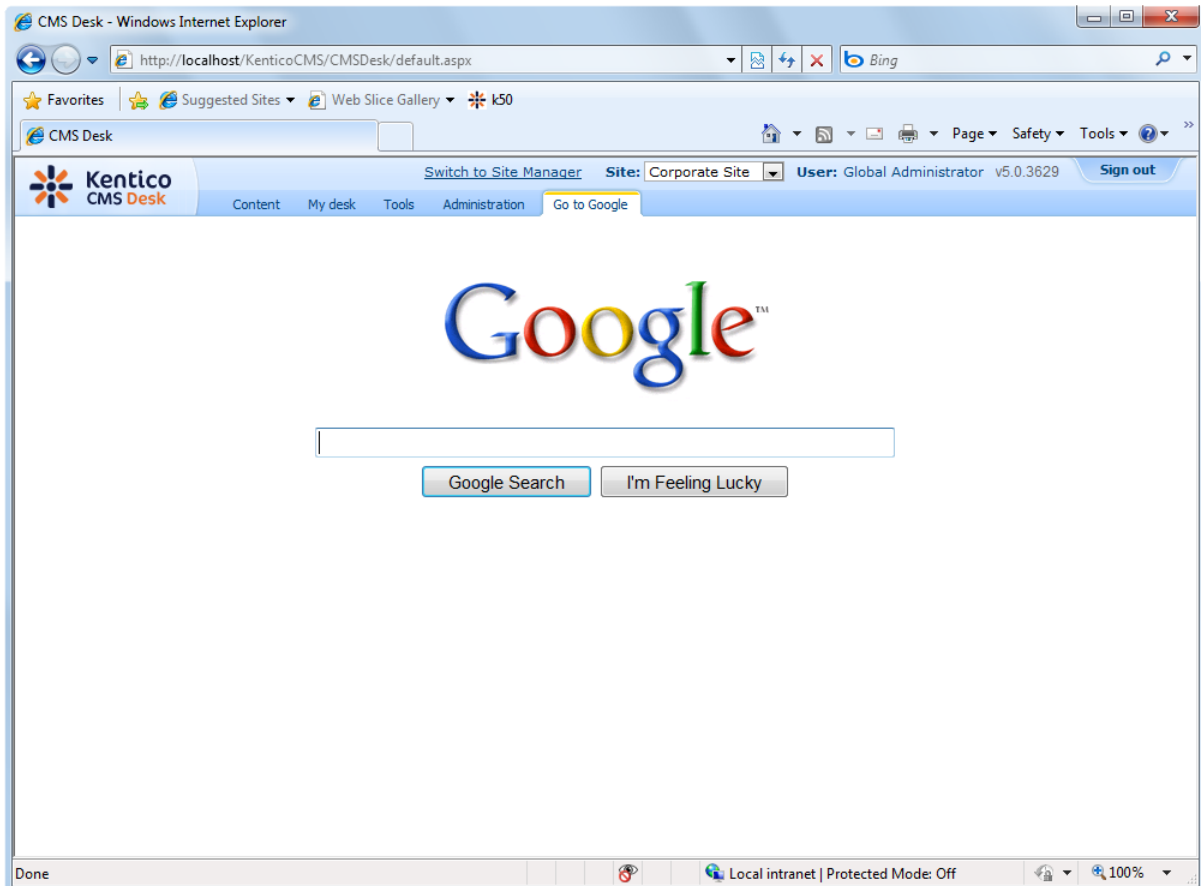 CMS Desk - Windows Internet Explorer
http://localhost/KenticoCMS/CMSDesk/default.aspx
Bing
Favorites Suggested Sites Web Slice Gallery k50
CMS Desk Page Safety Tools
Kentico
CMS Desk
Switch to Site Manager Site: Corporate Site User: Global Administrator v5.0.3629 Sign out
Content My desk Tools Administration Go to Google
Google TM
Google Search I'm Feeling Lucky
Done Local intranet | Protected Mode: Off 100%